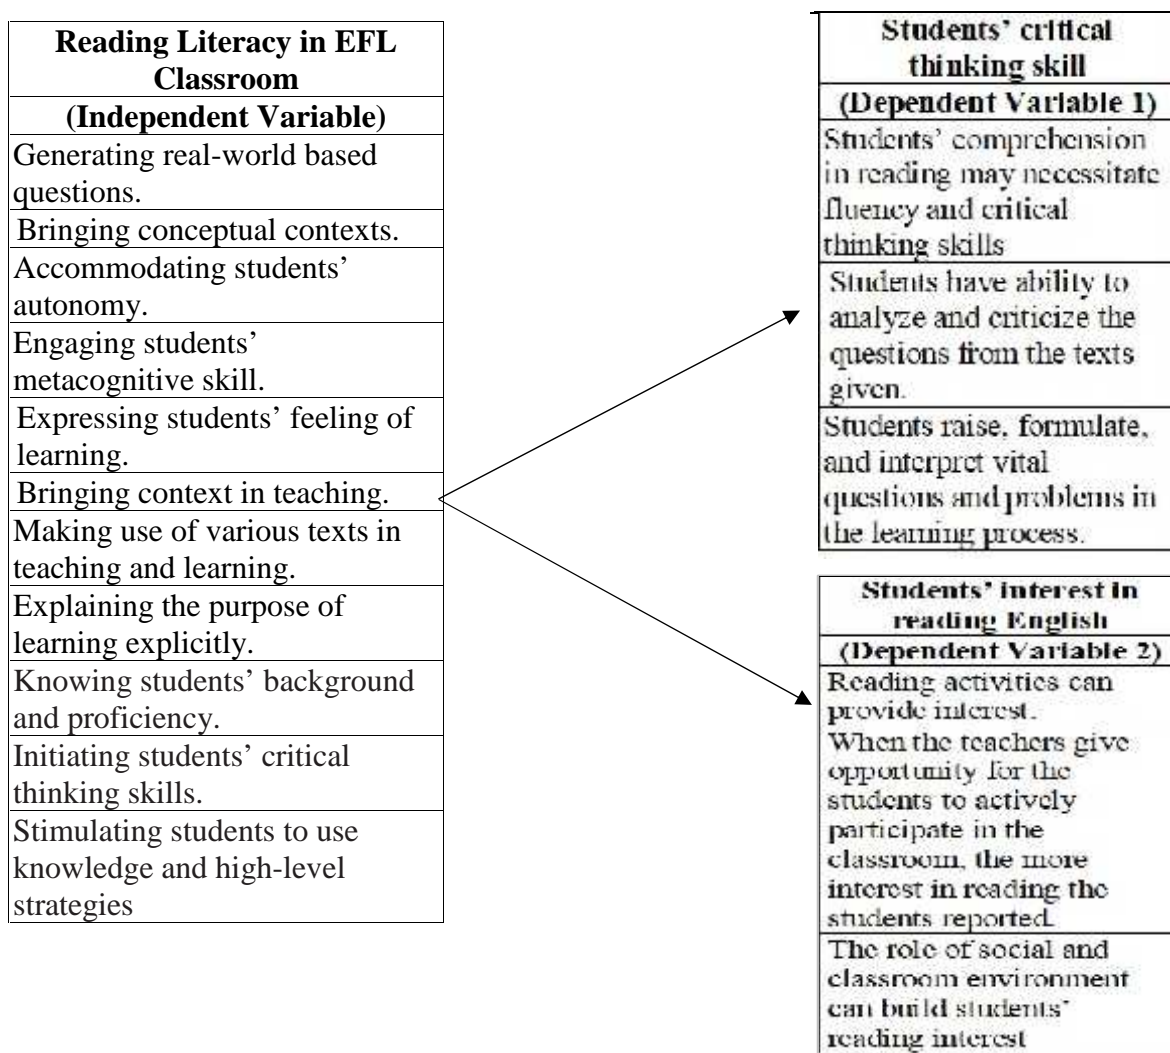 Reading Literacy in EFL
Classroom
(Independent Variable)
Generating real-world based
questions.
Bringing conceptual contexts.
Accommodating students’
autonomy.
Engaging students’
metacognitive skill.
Expressing students’ feeling of
learning.
Bringing context in teaching.
Making use of various texts in
teaching and learning.
Explaining the purpose of
learning explicitly.
Knowing students’ background
and proficiency.
Initiating students’ critical
thinking skills.
Stimulating students to use
knowledge and high-level
strategies
Students’ critical
thinking skill
(Dependent Variable 1)
Students’ comprehension
in reading may necessitate
fluency and critical
thinking skills
Students have ability to
analyze and criticize the
questions from the texts
given.
Students raise, formulate,
and interpret vital
questions and problems in
the learning process.
Students’ interest in
reading English
(Dependent Variable 2)
Reading activities can
provide interest.
When the teachers give
opportunity for the
students to actively
participate in the
classroom, the more
interest in reading the
students reported.
The role of social and
classroom environment
can build students’
reading interest